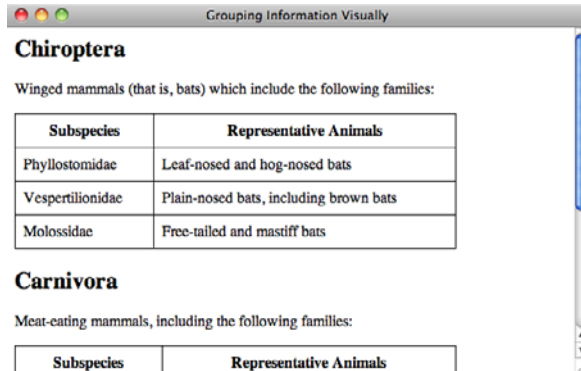 Grouping Information Visually
Chiroptera
Winged mammals (that is, bats) which include the following families:
Subspecies Representative Animals
Phyllostomidae Leaf-nosed and hog-nosed bats
Vespertilionidae Plain-nosed bats, including brown bats
Molossidae Free-tailed and mastiff bats
Carnivora
Meat-eating mammals, including the following families:
Subspecies Representative Animals